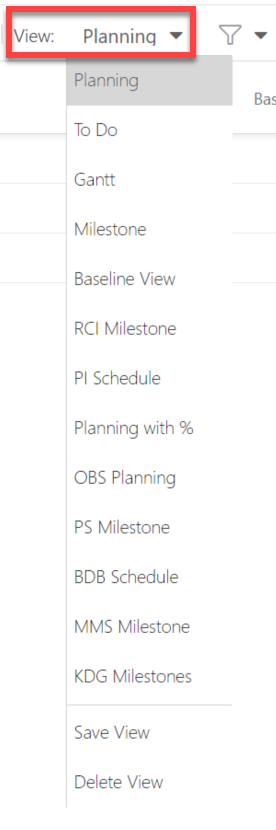 View: Planning
Planning
Bas
To Do
Gantt
Milestone
Baseline View
RCI Milestone
PI Schedule
Planning with %
OBS Planning
PS Milestone
BDB Schedule
MMS Milestone
KDG Milestones
Save View
Delete View